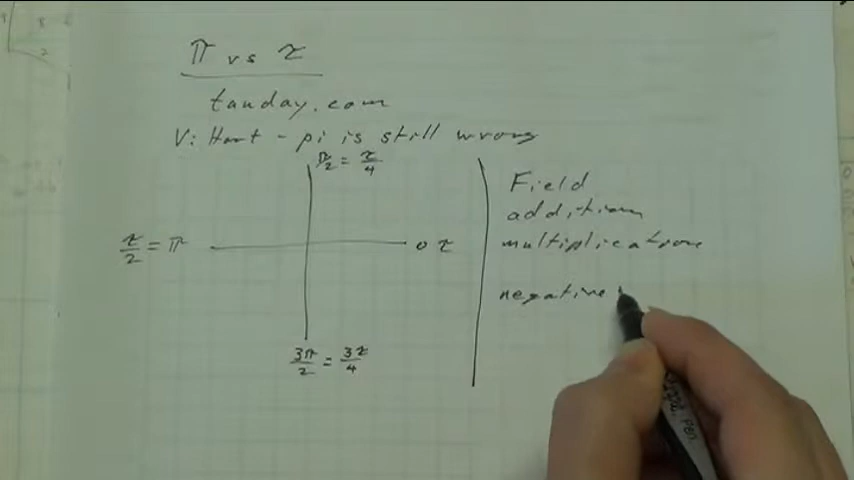 π vs τ
tauday.com
V: Hart - pi is still wrong
π/2 = τ/4
τ/2 = π
0 τ
3π/2 = 3τ/4
Field
addition
multiplication
negative